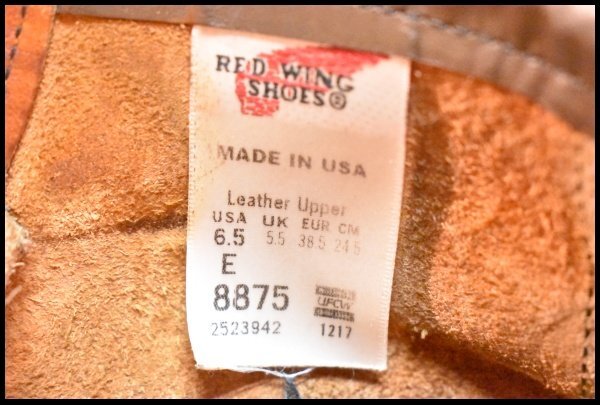 RED WING
SHOES®
MADE IN USA
Leather Upper
USA UK EUR CM
6.5 5.5 38.5 24.5
E
8875 UFCW
2523942 1217